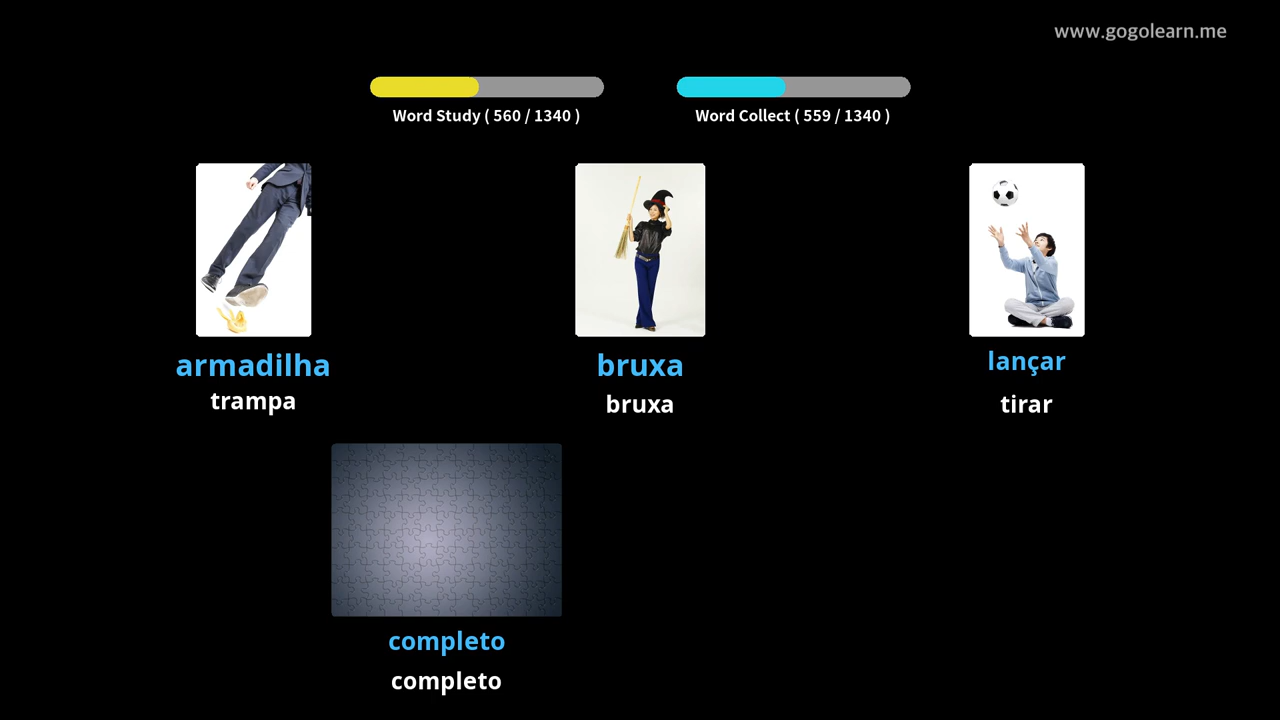 www.gogolearn.me
Word Study ( 560 / 1340 )
Word Collect ( 559 / 1340 )
armadilha
trampa
bruxa
bruxa
lançar
tirar
completo
completo